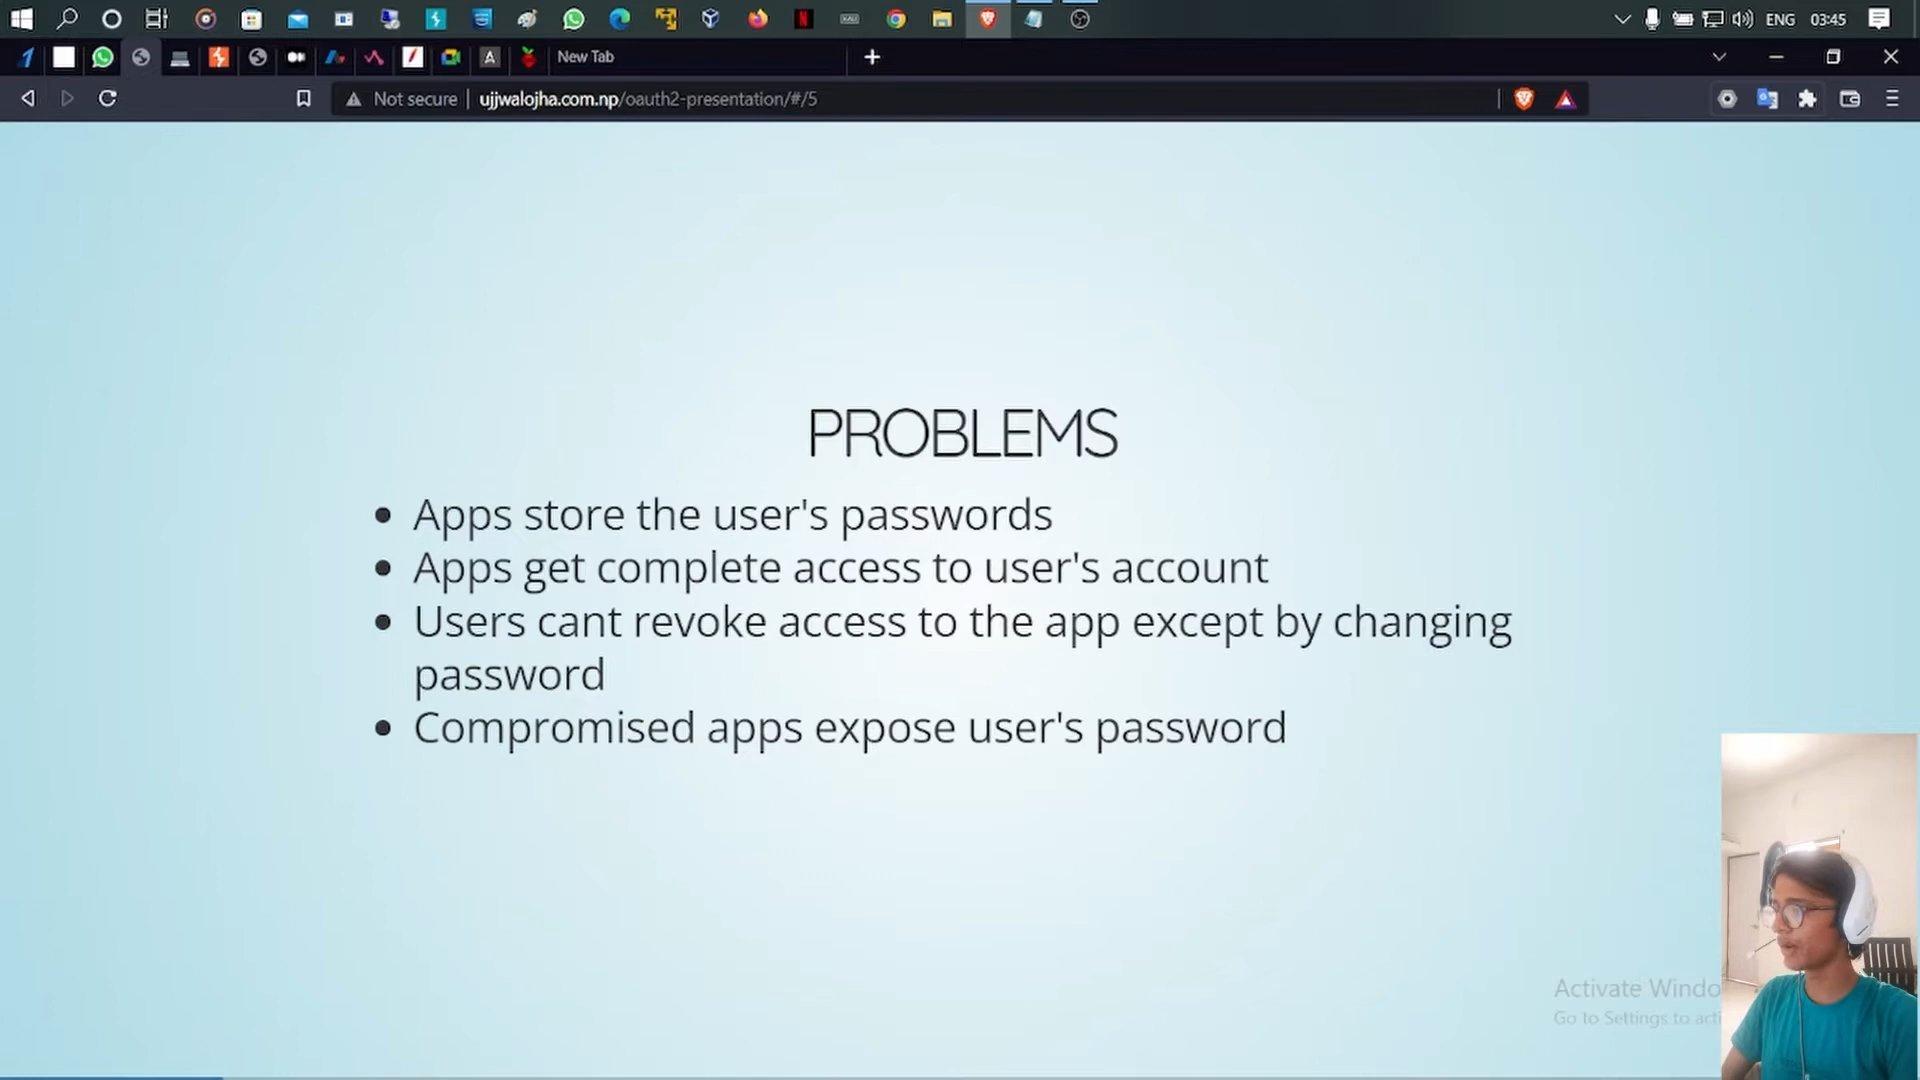 ENG 03:45
New Tab
Not secure ujjwalojha.com.np/oauth2-presentation/#/5
PROBLEMS
Apps store the user's passwords
Apps get complete access to user's account
Users cant revoke access to the app except by changing
password
Compromised apps expose user's password
Activate Windo
Go to Settings to acti